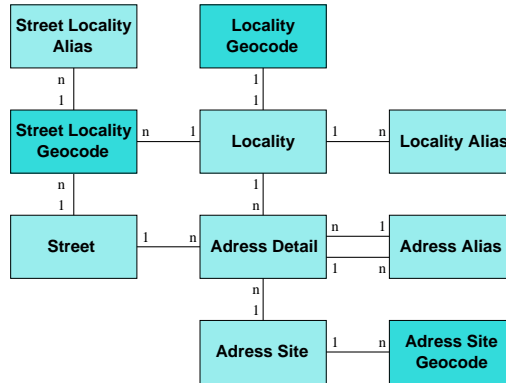 Street Locality
Alias
Locality
Geocode
n
1
1
1
Street Locality
Geocode
n
1
Locality
1
n
Locality Alias
n
1
1
n
Street
1
n
Adress Detail
n
1
1
n
Adress Alias
n
1
Adress Site
1
n
Adress Site
Geocode